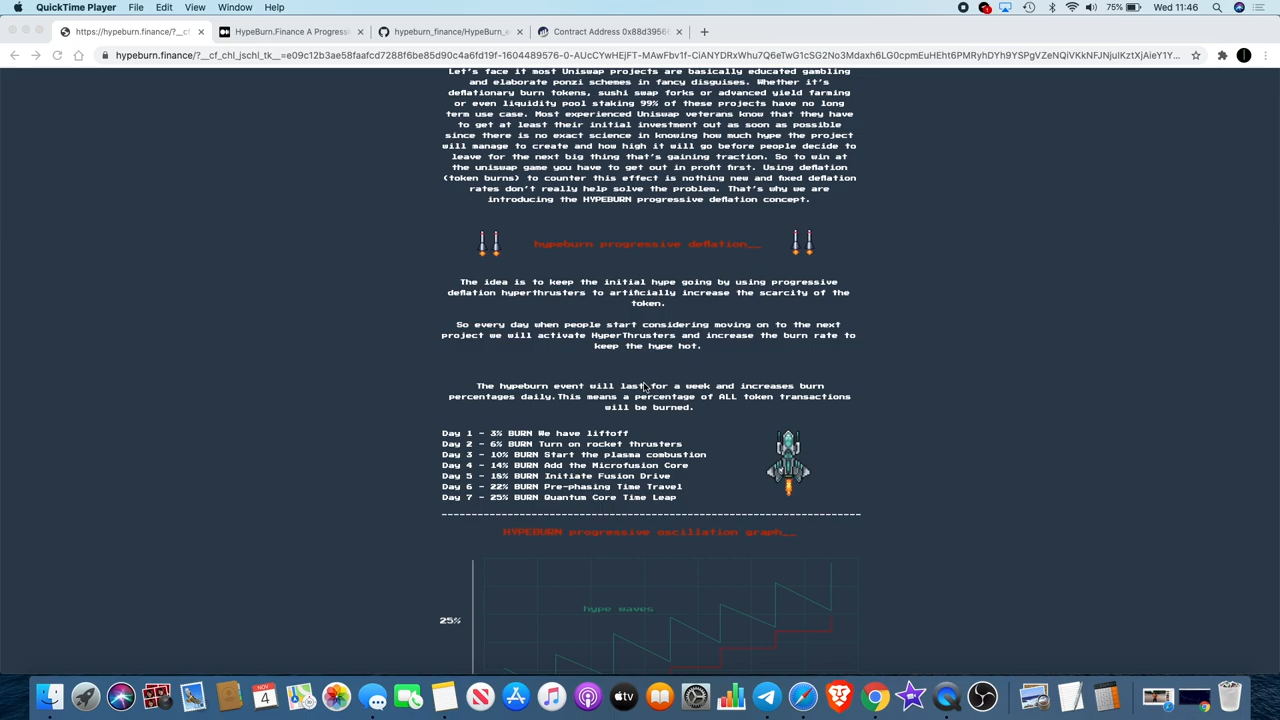 QuickTime Player File Edit View Window Help 75% Wed 11:46
https://hypeburn.finance/?__cf_ HypeBurn.Finance A Progressi hypeburn_finance/HypeBurn_e Contract Address 0x88d3956
hypeburn.finance/?__cf_chl_jschl_tk__=
Let's face it most Uniswap projects are basically educated gambling
and elaborate ponzi schemes in fancy disguises. Whether it's
deflationary burn tokens, sushi swap forks or advanced yield farming
or even liquidity pool staking 99% of these projects have no long
term use case. Most experienced Uniswap veterans know that they have
to get at least their initial investment out as soon as possible
since there is no exact science in knowing how much hype the project
will manage to create and how high it will go before people decide to
leave for the next big thing that's gaining traction. So to win at
the uniswap game you have to get out in profit first. Using deflation
(token burns) to counter this effect is nothing new and fixed deflation
rates don't really help solve the problem. That's why we are
introducing the HYPEBURN progressive deflation concept.
hypeburn progressive deflation__
The idea is to keep the initial hype going by using progressive
deflation hyperthrusters to artificially increase the scarcity of the
token.
So every day when people start considering moving on to the next
project we will activate HyperThrusters and increase the burn rate to
keep the hype hot.
The hypeburn event will last for a week and increases burn
percentages daily.This means a percentage of ALL token transactions
will be burned.
Day 1 - 3% BURN We have liftoff
Day 2 - 6% BURN Turn on rocket thrusters
Day 3 - 10% BURN Start the plasma combustion
Day 4 - 14% BURN Add the Microfusion Core
Day 5 - 18% BURN Initiate Fusion Drive
Day 6 - 22% BURN Pre-phasing Time Travel
Day 7 - 25% BURN Quantum Core Time Leap
HYPEBURN progressive oscillation graph__
hype waves
25%
NOV
4
tv